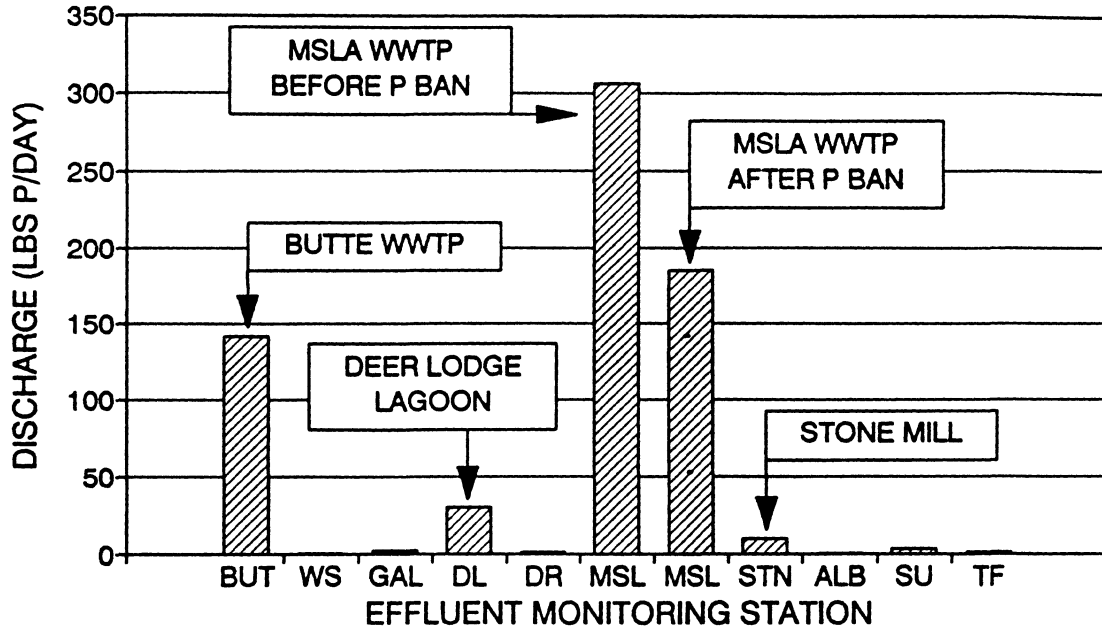 350
300
250
200
150
100
50
0
DISCHARGE (LBS P/DAY)
MSLA WWTP
BEFORE P BAN
MSLA WWTP
AFTER P BAN
BUTTE WWTP
DEER LODGE
LAGOON
STONE MILL
BUT WS GAL DL DR MSL MSL STN ALB SU TF
EFFLUENT MONITORING STATION